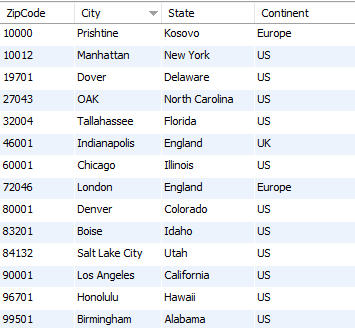 ZipCode City State Continent
10000 Prishtine Kosovo Europe
10012 Manhattan New York US
19701 Dover Delaware US
27043 OAK North Carolina US
32004 Tallahassee Florida US
46001 Indianapolis England UK
60001 Chicago Illinois US
72046 London England Europe
80001 Denver Colorado US
83201 Boise Idaho US
84132 Salt Lake City Utah US
90001 Los Angeles California US
96701 Honolulu Hawaii US
99501 Birmingham Alabama US